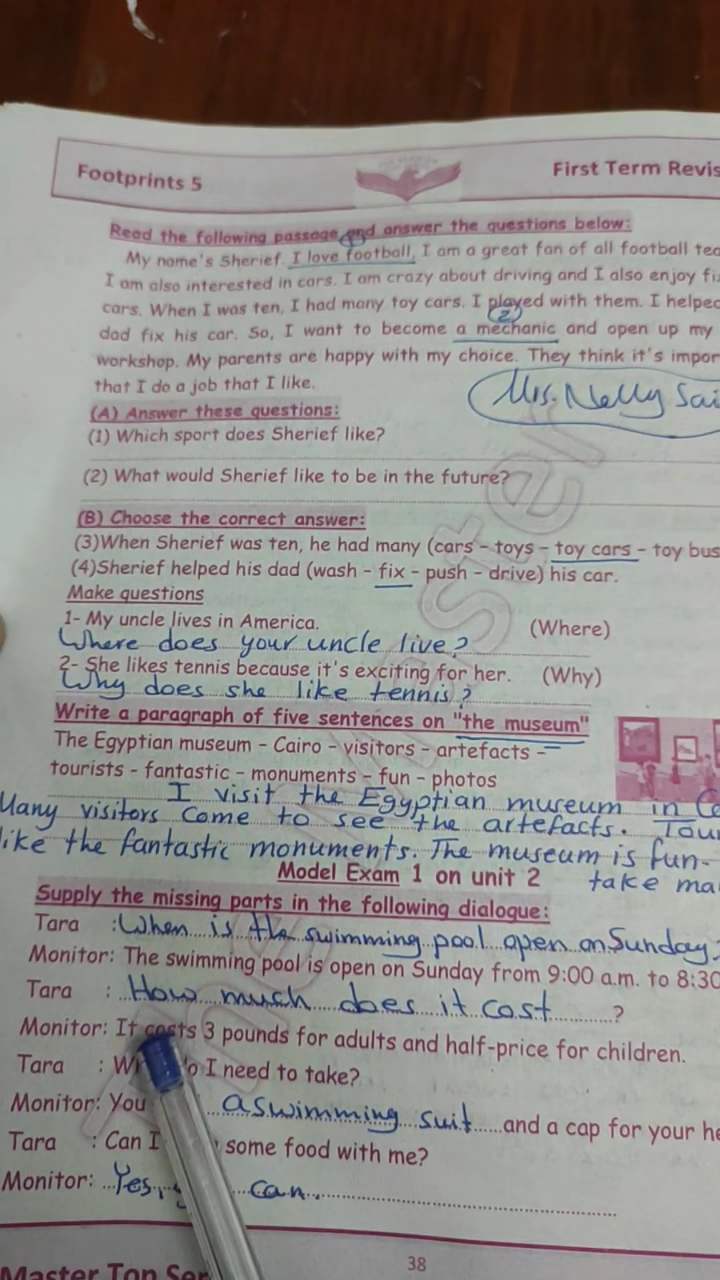 Footprints 5
First Term Revis
Read the following passage and answer the questions below:
My name's Sherief. I love football. I am a great fan of all football tea
I am also interested in cars. I am crazy about driving and I also enjoy fi
cars. When I was ten, I had many toy cars. I played with them. I helped
dad fix his car. So, I want to become a mechanic and open up my
workshop. My parents are happy with my choice. They think it's impor
that I do a job that I like.
Mrs. Nelly Sai
(A) Answer these questions:
(1) Which sport does Sherief like?
(2) What would Sherief like to be in the future?
(B) Choose the correct answer:
(3)When Sherief was ten, he had many (cars - toys - toy cars - toy bus
(4)Sherief helped his dad (wash - fix - push - drive) his car.
Make questions
1- My uncle lives in America. (Where)
Where does your uncle live?
2- She likes tennis because it's exciting for her. (Why)
Why does she like tennis?
Write a paragraph of five sentences on "the museum"
The Egyptian museum - Cairo - visitors - artefacts -
tourists - fantastic - monuments - fun - photos
I visit the Egyptian museum in Ca
Many visitors come to see the artefacts. Tour
like the fantastic monuments. The museum is fun.
Model Exam 1 on unit 2 take ma
Supply the missing parts in the following dialogue:
Tara : When is the swimming pool open on Sunday?
Monitor: The swimming pool is open on Sunday from 9:00 a.m. to 8:30
Tara : How much does it cost ?
Monitor: It costs 3 pounds for adults and half-price for children.
Tara : I need to take?
Monitor: You a swimming suit and a cap for your he
Tara : Can I some food with me?
Monitor: Yes, can.
38
Master Top Ser
The Master